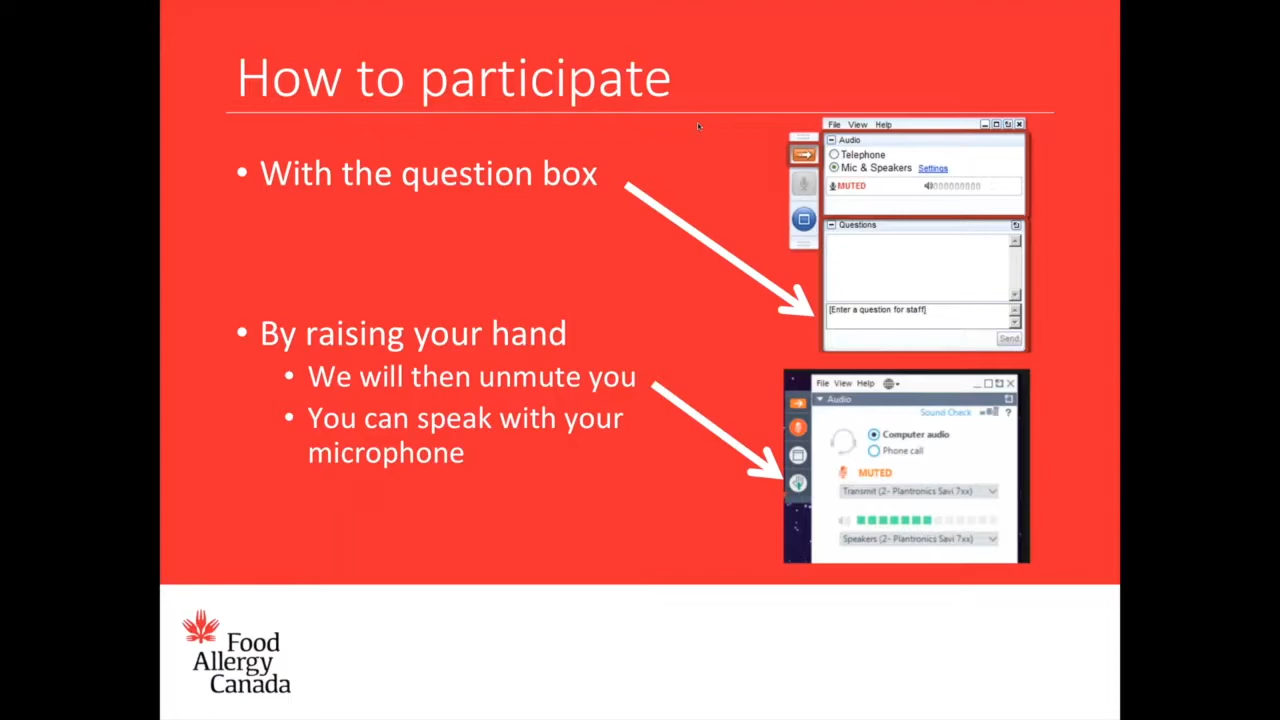 How to participate
• With the question box
• By raising your hand
• We will then unmute you
• You can speak with your
microphone
File View Help
Audio
Telephone
Mic & Speakers Settings
MUTED
Questions
[Enter a question for staff]
Send
File View Help
Audio
Sound Check ?
Computer audio
Phone call
MUTED
Transmit (2- Plantronics Savi 7xx)
Speakers (2- Plantronics Savi 7xx)
Food
Allergy
Canada